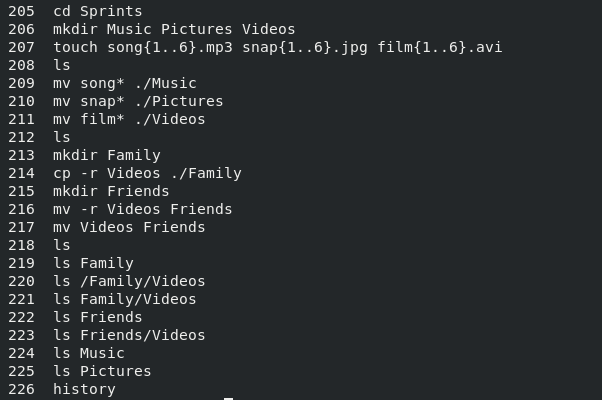 205 cd Sprints
206 mkdir Music Pictures Videos
207 touch song{1..6}.mp3 snap{1..6}.jpg film{1..6}.avi
208 ls
209 mv song* ./Music
210 mv snap* ./Pictures
211 mv film* ./Videos
212 ls
213 mkdir Family
214 cp -r Videos ./Family
215 mkdir Friends
216 mv -r Videos Friends
217 mv Videos Friends
218 ls
219 ls Family
220 ls /Family/Videos
221 ls Family/Videos
222 ls Friends
223 ls Friends/Videos
224 ls Music
225 ls Pictures
226 history